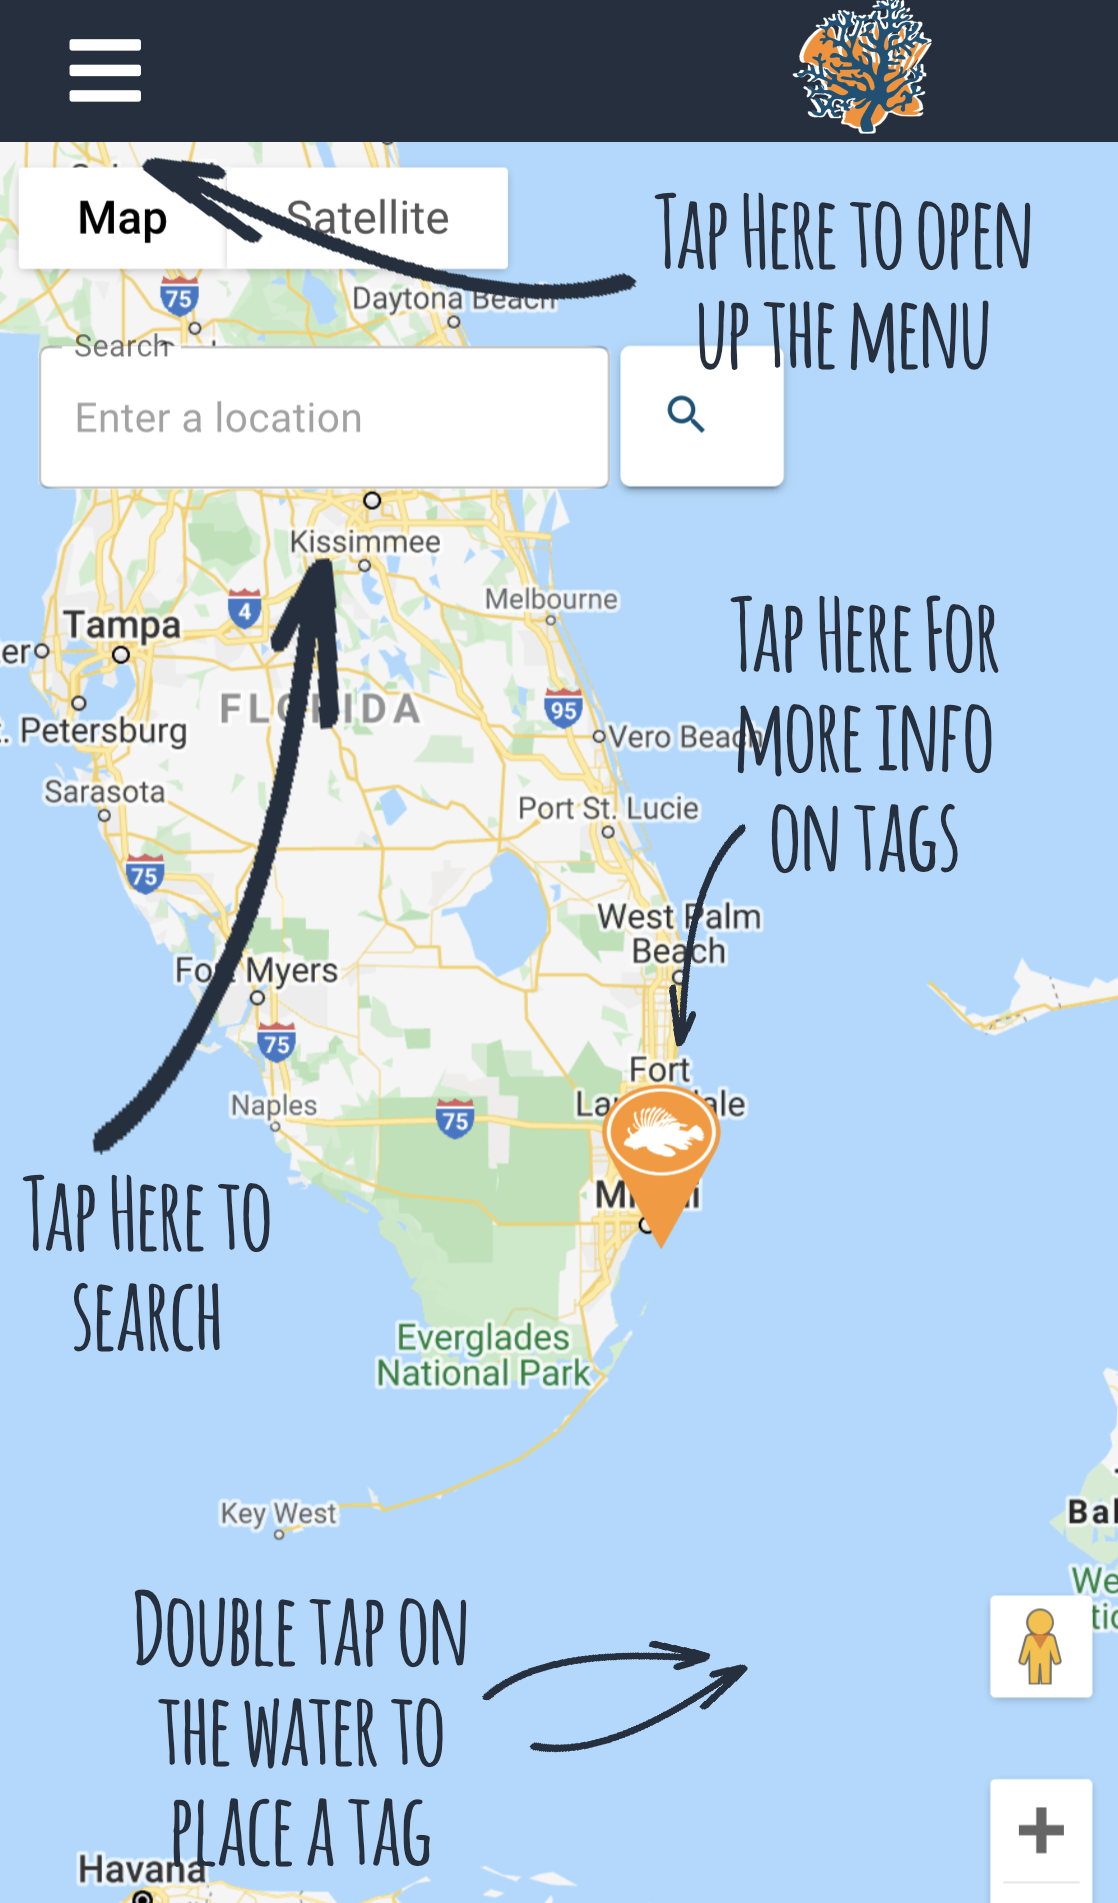 Map
Satellite
TAP HERE TO OPEN
UP THE MENU
75
Daytona Beach
Search
Enter a location
Kissimmee
4
Melbourne
TAP HERE FOR
MORE INFO
ON TAGS
Tampa
er
FLORIDA
95
. Petersburg
Vero Beach
Sarasota
Port St. Lucie
75
West Palm
Beach
Fort Myers
75
Fort
Lauderdale
Naples
75
Miami
TAP HERE TO
SEARCH
Everglades
National Park
Key West
Bal
We
tic
DOUBLE TAP ON
THE WATER TO
PLACE A TAG
Havana